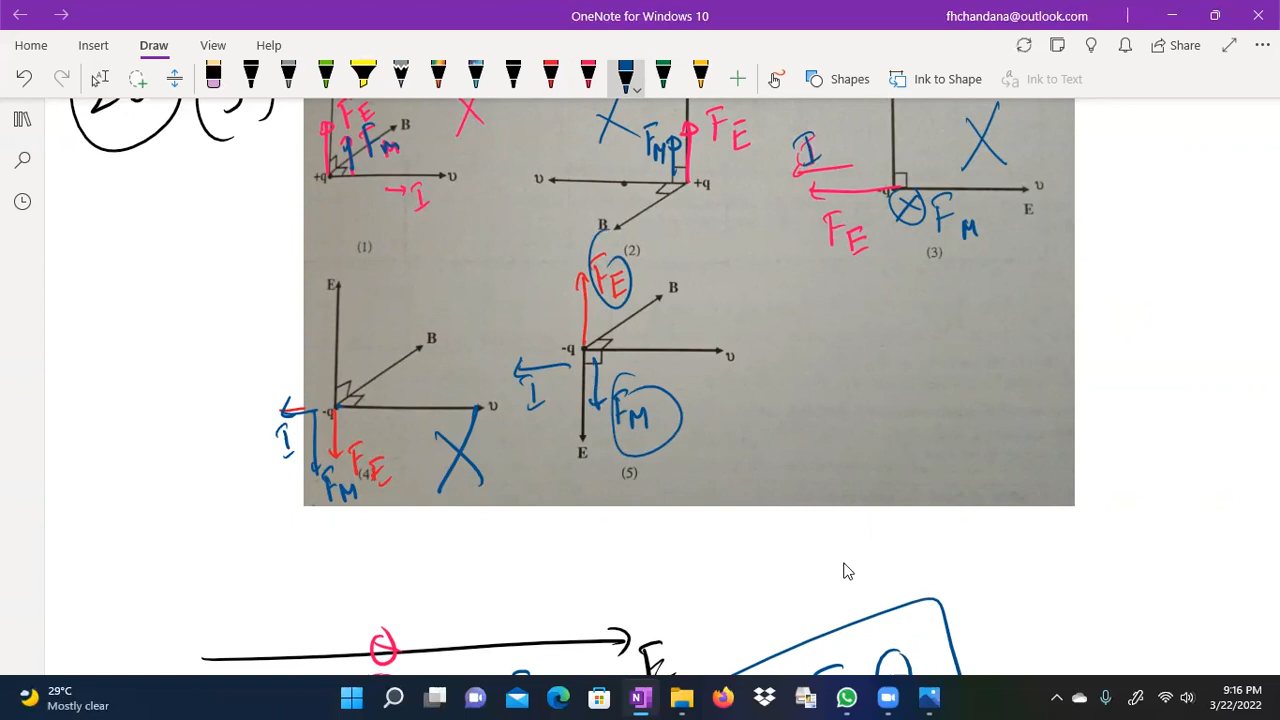 OneNote for Windows 10
fhchandana@outlook.com
Home Insert Draw View Help
Share
Shapes Ink to Shape Ink to Text
FE B FM
+q υ
I
(1)
FM FE
υ +q
B
(2)
I
-q υ
E
FE FM
(3)
E
B
-q υ
I
FE
FM
(4)
FE
B
-q υ
I
FM
E
(5)
29°C
Mostly clear
9:16 PM
3/22/2022